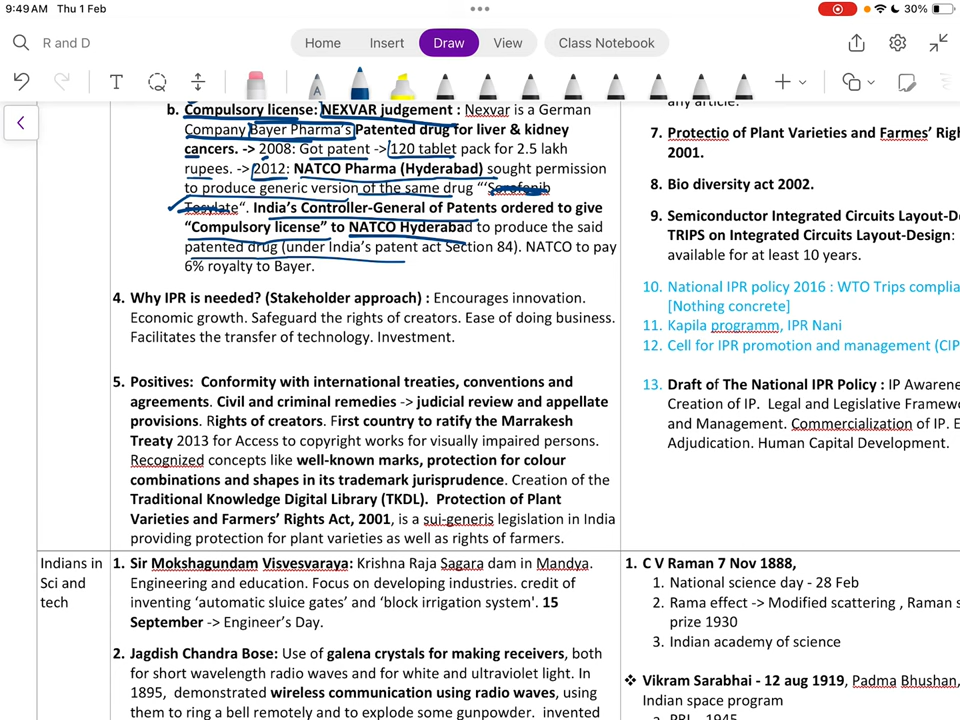 9:49 AM Thu 1 Feb
30%
R and D
Home Insert Draw View Class Notebook
T
A
b. Compulsory license: NEXVAR judgement : Nexvar is a German
Company Bayer Pharma's Patented drug for liver & kidney
cancers. -> 2008: Got patent -> 120 tablet pack for 2.5 lakh
rupees. -> 2012: NATCO Pharma (Hyderabad) sought permission
to produce generic version of the same drug "'Sorafenib
Tosylate". India's Controller-General of Patents ordered to give
"Compulsory license" to NATCO Hyderabad to produce the said
patented drug (under India's patent act Section 84). NATCO to pay
6% royalty to Bayer.
4. Why IPR is needed? (Stakeholder approach) : Encourages innovation.
Economic growth. Safeguard the rights of creators. Ease of doing business.
Facilitates the transfer of technology. Investment.
5. Positives: Conformity with international treaties, conventions and
agreements. Civil and criminal remedies -> judicial review and appellate
provisions. Rights of creators. First country to ratify the Marrakesh
Treaty 2013 for Access to copyright works for visually impaired persons.
Recognized concepts like well-known marks, protection for colour
combinations and shapes in its trademark jurisprudence. Creation of the
Traditional Knowledge Digital Library (TKDL). Protection of Plant
Varieties and Farmers' Rights Act, 2001, is a sui-generis legislation in India
providing protection for plant varieties as well as rights of farmers.
any article.
7. Protectio of Plant Varieties and Farmes' Righ
2001.
8. Bio diversity act 2002.
9. Semiconductor Integrated Circuits Layout-De
TRIPS on Integrated Circuits Layout-Design:
available for at least 10 years.
10. National IPR policy 2016 : WTO Trips complia
[Nothing concrete]
11. Kapila programm, IPR Nani
12. Cell for IPR promotion and management (CIP
13. Draft of The National IPR Policy : IP Awarene
Creation of IP. Legal and Legislative Framewo
and Management. Commercialization of IP. E
Adjudication. Human Capital Development.
Indians in
Sci and
tech
1. Sir Mokshagundam Visvesvaraya: Krishna Raja Sagara dam in Mandya.
Engineering and education. Focus on developing industries. credit of
inventing 'automatic sluice gates' and 'block irrigation system'. 15
September -> Engineer's Day.
2. Jagdish Chandra Bose: Use of galena crystals for making receivers, both
for short wavelength radio waves and for white and ultraviolet light. In
1895, demonstrated wireless communication using radio waves, using
them to ring a bell remotely and to explode some gunpowder. invented
1. C V Raman 7 Nov 1888,
1. National science day - 28 Feb
2. Rama effect -> Modified scattering , Raman s
prize 1930
3. Indian academy of science
❖ Vikram Sarabhai - 12 aug 1919, Padma Bhushan,
Indian space program
a. PRL 1945